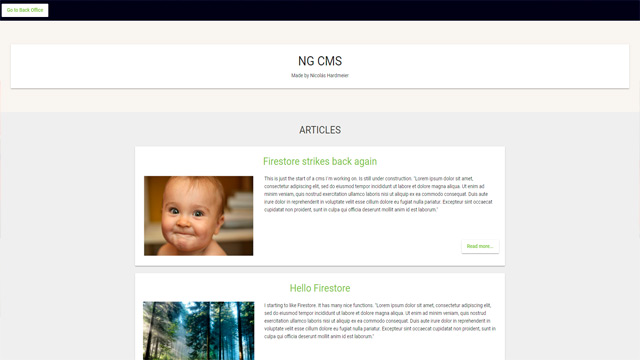 Go to Back Office
NG CMS
Made by Nicolás Hardmeier
ARTICLES
Firestore strikes back again
This is just the start of a cms I'm working on. Is still under construction. "Lorem ipsum dolor sit amet,
consectetur adipiscing elit, sed do eiusmod tempor incididunt ut labore et dolore magna aliqua. Ut enim ad
minim veniam, quis nostrud exercitation ullamco laboris nisi ut aliquip ex ea commodo consequat. Duis aute
irure dolor in reprehenderit in voluptate velit esse cillum dolore eu fugiat nulla pariatur. Excepteur sint occaecat
cupidatat non proident, sunt in culpa qui officia deserunt mollit anim id est laborum."
Read more...
Hello Firestore
I starting to like Firestore. It has many nice functions. "Lorem ipsum dolor sit amet, consectetur
adipiscing elit, sed do eiusmod tempor incididunt ut labore et dolore magna aliqua. Ut enim ad minim
veniam, quis nostrud exercitation ullamco laboris nisi ut aliquip ex ea commodo consequat. Duis aute
irure dolor in reprehenderit in voluptate velit esse cillum dolore eu fugiat nulla pariatur. Excepteur sint
occaecat cupidatat non proident, sunt in culpa qui officia deserunt mollit anim id est laborum."